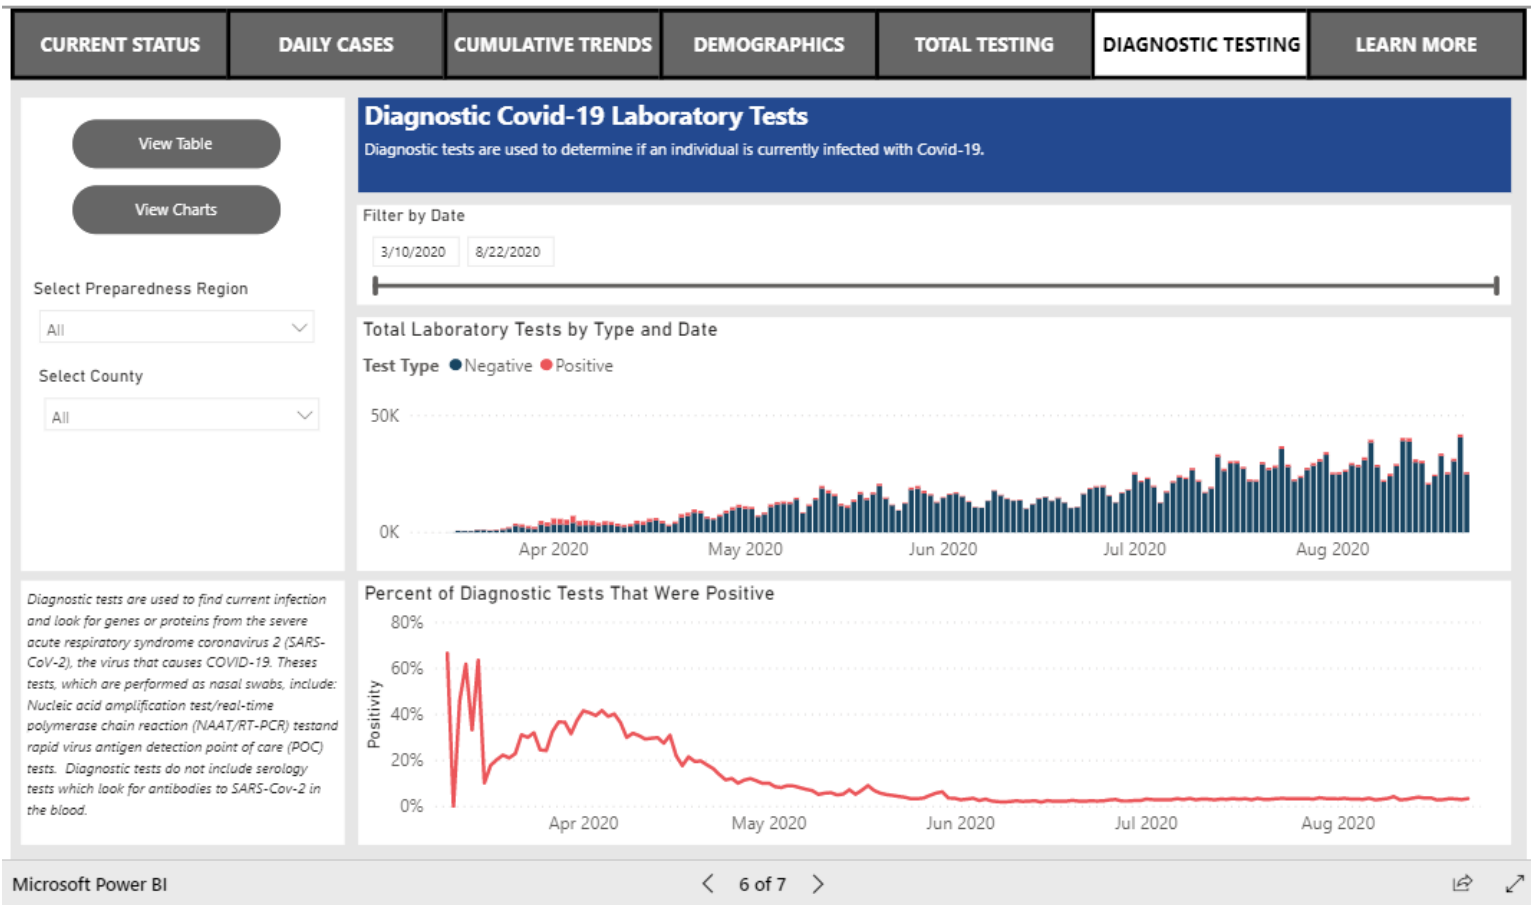 CURRENT STATUS
DAILY CASES
CUMULATIVE TRENDS
DEMOGRAPHICS
TOTAL TESTING
DIAGNOSTIC TESTING
LEARN MORE
View Table
View Charts
Select Preparedness Region
All
Select County
All
Diagnostic tests are used to find current infection
and look for genes or proteins from the severe
acute respiratory syndrome coronavirus 2 (SARS-
CoV-2), the virus that causes COVID-19. Theses
tests, which are performed as nasal swabs, include:
Nucleic acid amplification test/real-time
polymerase chain reaction (NAAT/RT-PCR) testand
rapid virus antigen detection point of care (POC)
tests.  Diagnostic tests do not include serology
tests which look for antibodies to SARS-Cov-2 in
the blood.
Diagnostic Covid-19 Laboratory Tests
Diagnostic tests are used to determine if an individual is currently infected with Covid-19.
Filter by Date
3/10/2020
8/22/2020
Total Laboratory Tests by Type and Date
Test Type Negative Positive
50K
0K
Apr 2020
May 2020
Jun 2020
Jul 2020
Aug 2020
Percent of Diagnostic Tests That Were Positive
Positivity
80%
60%
40%
20%
0%
Apr 2020
May 2020
Jun 2020
Jul 2020
Aug 2020
Microsoft Power BI
6 of 7